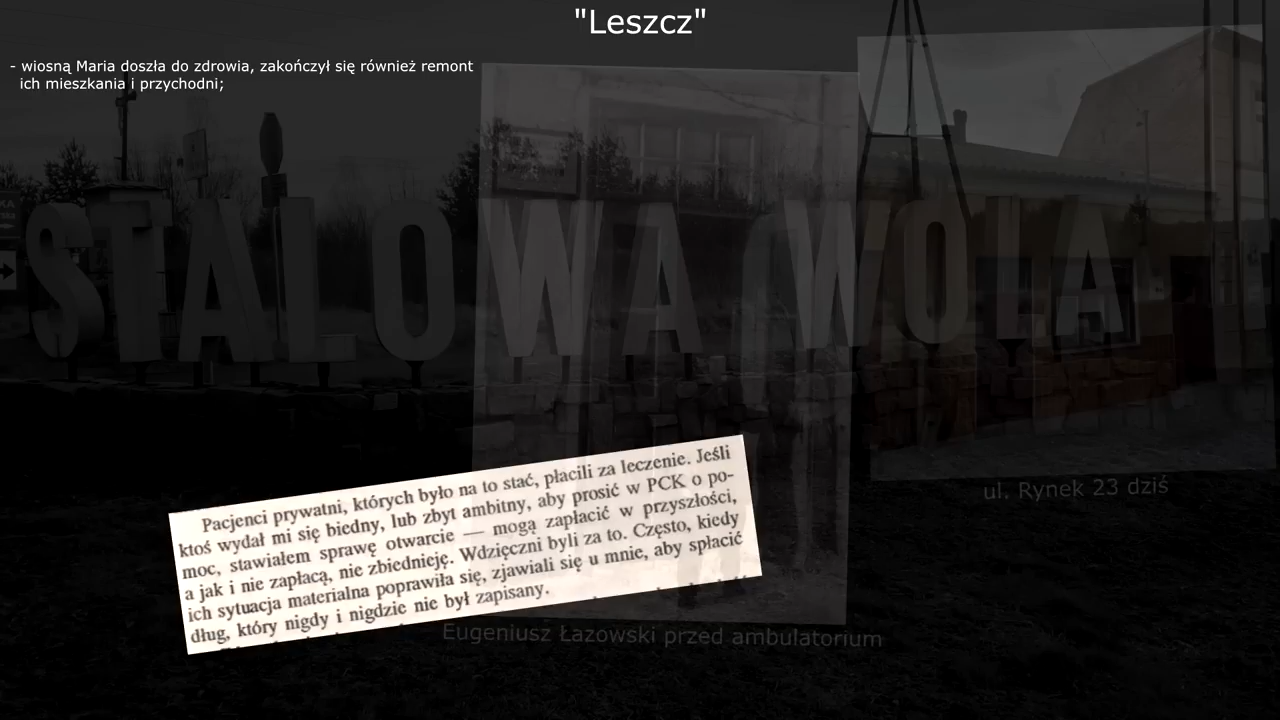 "Leszcz"
- wiosną Maria doszła do zdrowia, zakończył się również remont
ich mieszkania i przychodni;
STALOWA WOLA
Pacjenci prywatni, których było na to stać, płacili za leczenie. Jeśli
ktoś wydał mi się biedny, lub zbyt ambitny, aby prosić w PCK o po-
moc, stawiałem sprawę otwarcie — mogą zapłacić w przyszłości,
a jak i nie zapłacą, nie zbiednieję. Wdzięczni byli za to. Często, kiedy
ich sytuacja materialna poprawiła się, zjawiali się u mnie, aby spłacić
dług, który nigdy i nigdzie nie był zapisany.
ul. Rynek 23 dziś
Eugeniusz Łazowski przed ambulatorium